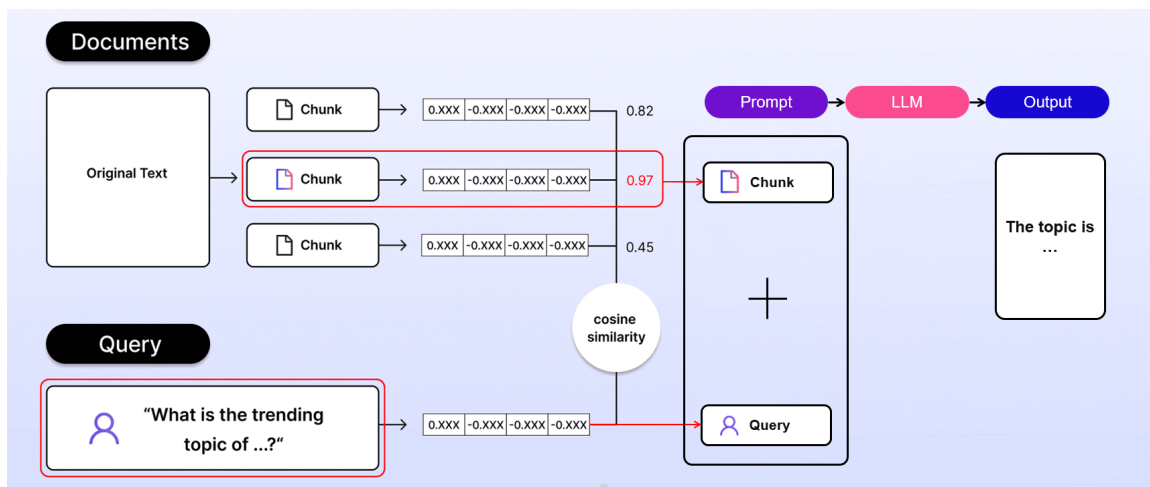 Documents
Original Text
Chunk
0.XXX -0.XXX -0.XXX -0.XXX
0.82
Chunk
0.XXX -0.XXX -0.XXX -0.XXX
0.97
Chunk
0.XXX -0.XXX -0.XXX -0.XXX
0.45
cosine
similarity
Query
“What is the trending
topic of ...?“
0.XXX -0.XXX -0.XXX -0.XXX
Prompt
LLM
Output
Chunk
Query
The topic is
...